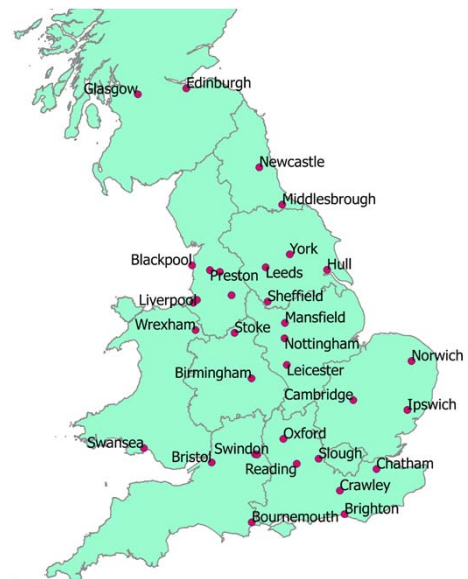 Edinburgh
Glasgow
Newcastle
Middlesbrough
York
Blackpool
Hull
Leeds
Preston
Sheffield
Liverpool
Mansfield
Wrexham
Stoke
Nottingham
Norwich
Leicester
Birmingham
Cambridge
Ipswich
Oxford
Swansea
Swindon
Slough
Bristol
Chatham
Reading
Crawley
Brighton
Bournemouth